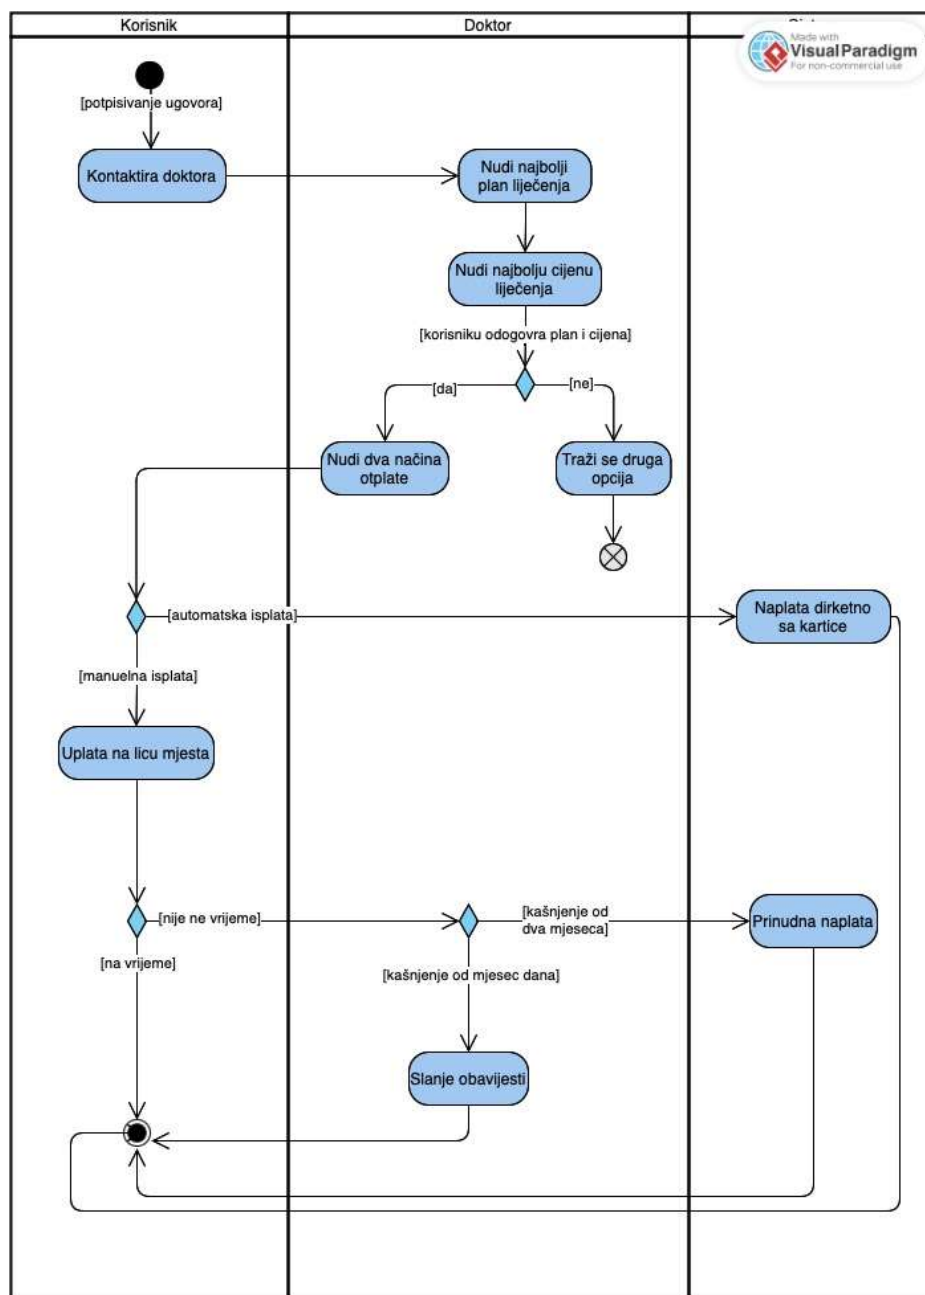 Korisnik
Doktor
Made with
Visual Paradigm
For non-commercial use
[potpisivanje ugovora]
Kontaktira doktora
Nudi najbolji
plan liječenja
Nudi najbolju cijenu
liječenja
[korisniku odogovra plan i cijena]
[da]
[ne]
Nudi dva načina
otplate
Traži se druga
opcija
[automatska isplata]
Naplata dirketno
sa kartice
[manuelna isplata]
Uplata na licu mjesta
[nije ne vrijeme]
[kašnjenje od
dva mjeseca]
Prinudna naplata
[na vrijeme]
[kašnjenje od mjesec dana]
Slanje obavijesti